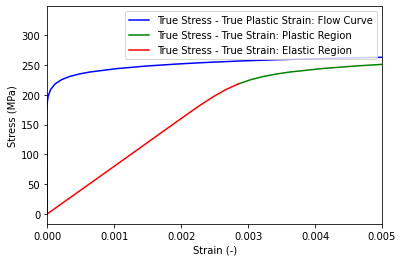 True Stress - True Plastic Strain: Flow Curve
True Stress - True Strain: Plastic Region
True Stress - True Strain: Elastic Region
Stress (MPa)
300
250
200
150
100
50
0
0.000 0.001 0.002 0.003 0.004 0.005
Strain (-)